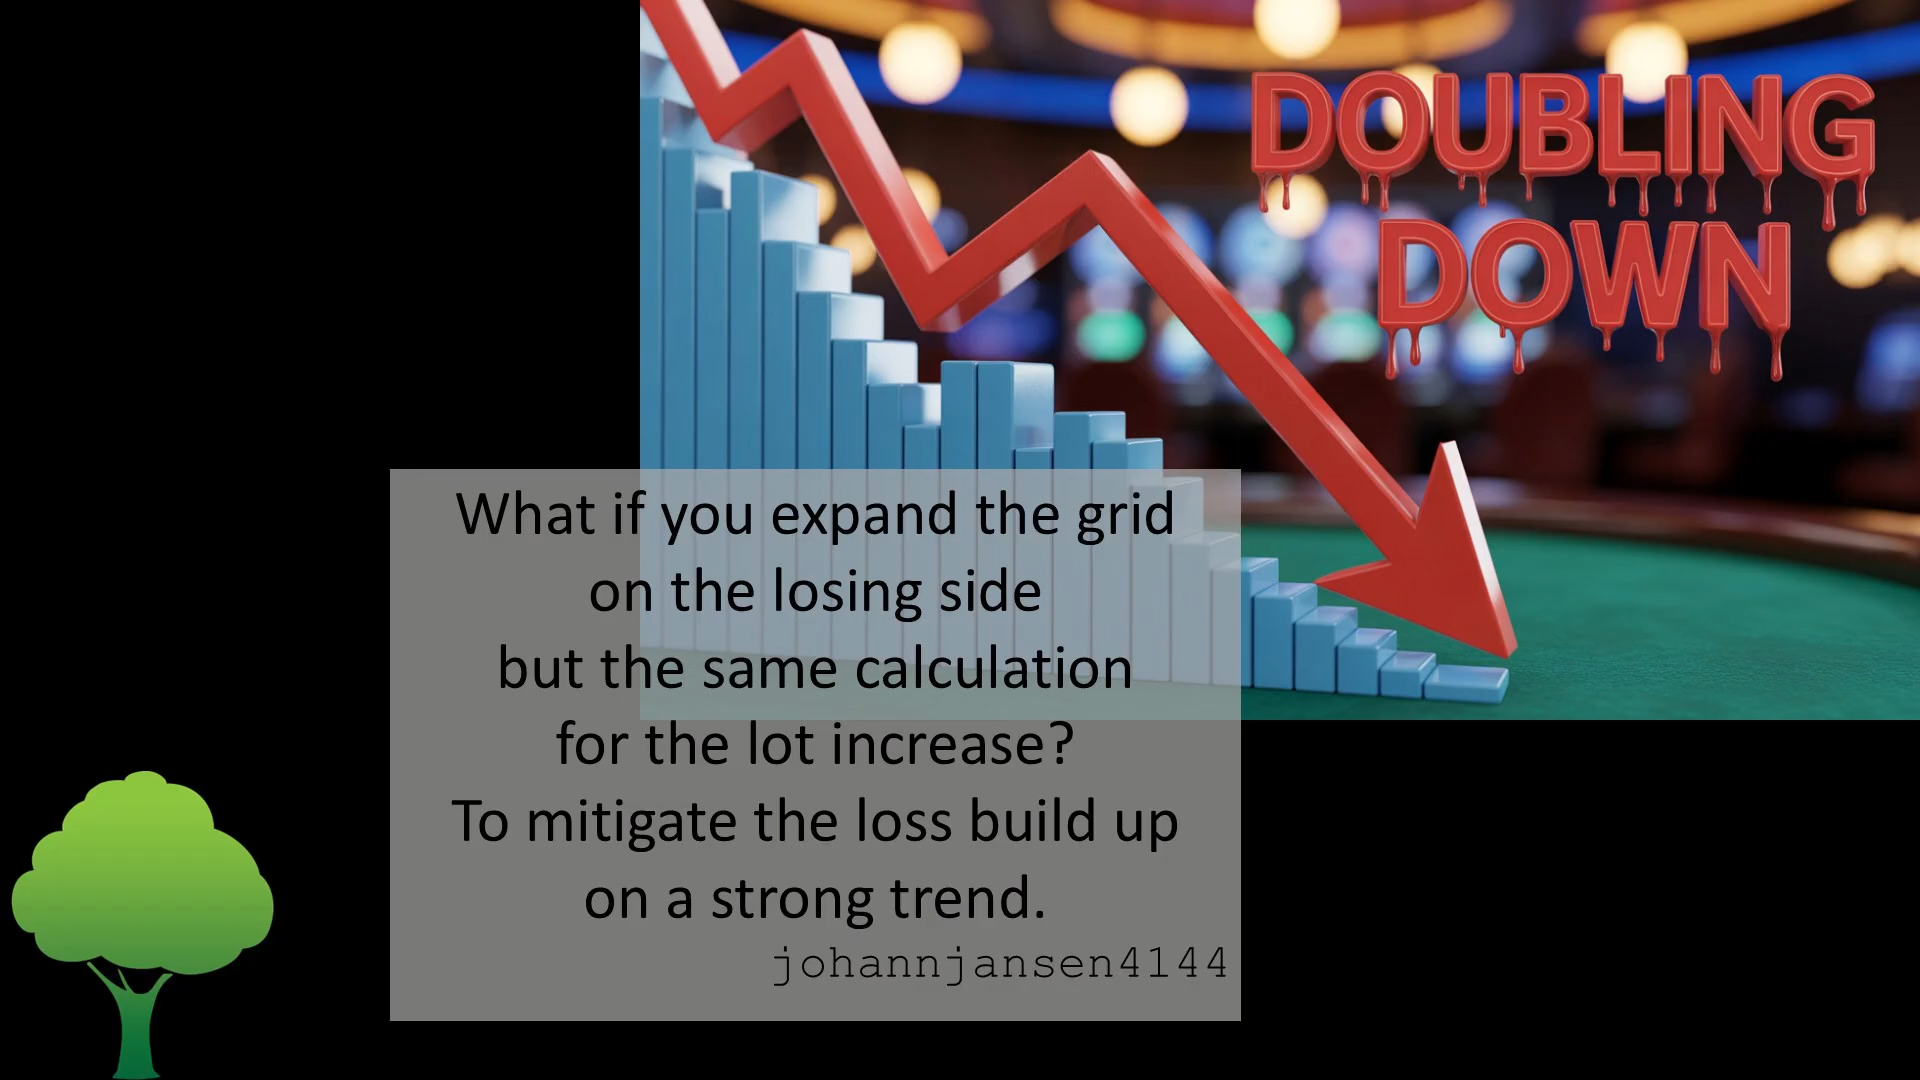 DOUBLING
DOWN
What if you expand the grid
on the losing side
but the same calculation
for the lot increase?
To mitigate the loss build up
on a strong trend.
johannjansen4144